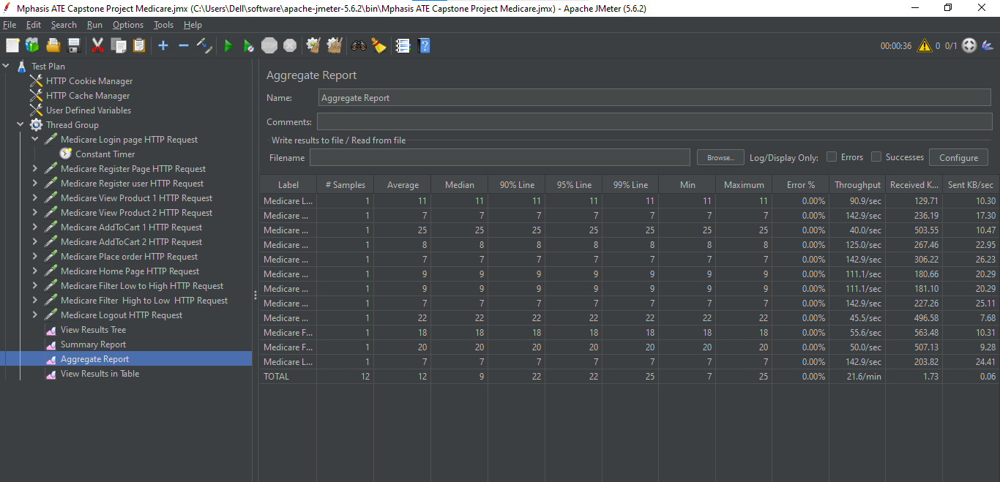 Mphasis ATE Capstone Project Medicare.jmx (C:\Users\Dell\software\apache-jmeter-5.6.2\bin\Mphasis ATE Capstone Project Medicare.jmx) - Apache JMeter (5.6.2)
File Edit Search Run Options Tools Help
00:00:36 0 0/1
Test Plan
HTTP Cookie Manager
HTTP Cache Manager
User Defined Variables
Thread Group
Medicare Login page HTTP Request
Constant Timer
Medicare Register Page HTTP Request
Medicare Register user HTTP Request
Medicare View Product 1 HTTP Request
Medicare View Product 2 HTTP Request
Medicare AddToCart 1 HTTP Request
Medicare AddToCart 2 HTTP Request
Medicare Place order HTTP Request
Medicare Home Page HTTP Request
Medicare Filter Low to High HTTP Request
Medicare Filter High to Low HTTP Request
Medicare Logout HTTP Request
View Results Tree
Summary Report
Aggregate Report
View Results in Table
Aggregate Report
Name: Aggregate Report
Comments:
Write results to file / Read from file
Filename Browse... Log/Display Only: Errors Successes Configure
Label # Samples Average Median 90% Line 95% Line 99% Line Min Maximum Error % Throughput Received K... Sent KB/sec
Medicare L... 1 11 11 11 11 11 11 11 0.00% 90.9/sec 129.71 10.30
Medicare ... 1 7 7 7 7 7 7 7 0.00% 142.9/sec 236.19 17.30
Medicare ... 1 25 25 25 25 25 25 25 0.00% 40.0/sec 503.55 10.47
Medicare ... 1 8 8 8 8 8 8 8 0.00% 125.0/sec 267.46 22.95
Medicare ... 1 7 7 7 7 7 7 7 0.00% 142.9/sec 306.22 26.23
Medicare ... 1 9 9 9 9 9 9 9 0.00% 111.1/sec 180.66 20.29
Medicare ... 1 9 9 9 9 9 9 9 0.00% 111.1/sec 181.10 20.29
Medicare ... 1 7 7 7 7 7 7 7 0.00% 142.9/sec 227.26 25.11
Medicare ... 1 22 22 22 22 22 22 22 0.00% 45.5/sec 496.58 7.68
Medicare F... 1 18 18 18 18 18 18 18 0.00% 55.6/sec 563.48 10.31
Medicare F... 1 20 20 20 20 20 20 20 0.00% 50.0/sec 507.13 9.28
Medicare L... 1 7 7 7 7 7 7 7 0.00% 142.9/sec 203.82 24.41
TOTAL 12 12 9 22 22 25 7 25 0.00% 21.6/min 1.73 0.06